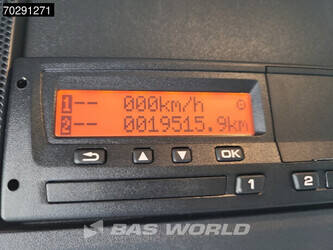 70291271
1-- 000km/h
2-- 0019515.9km
OK
1
2
BAS WORLD